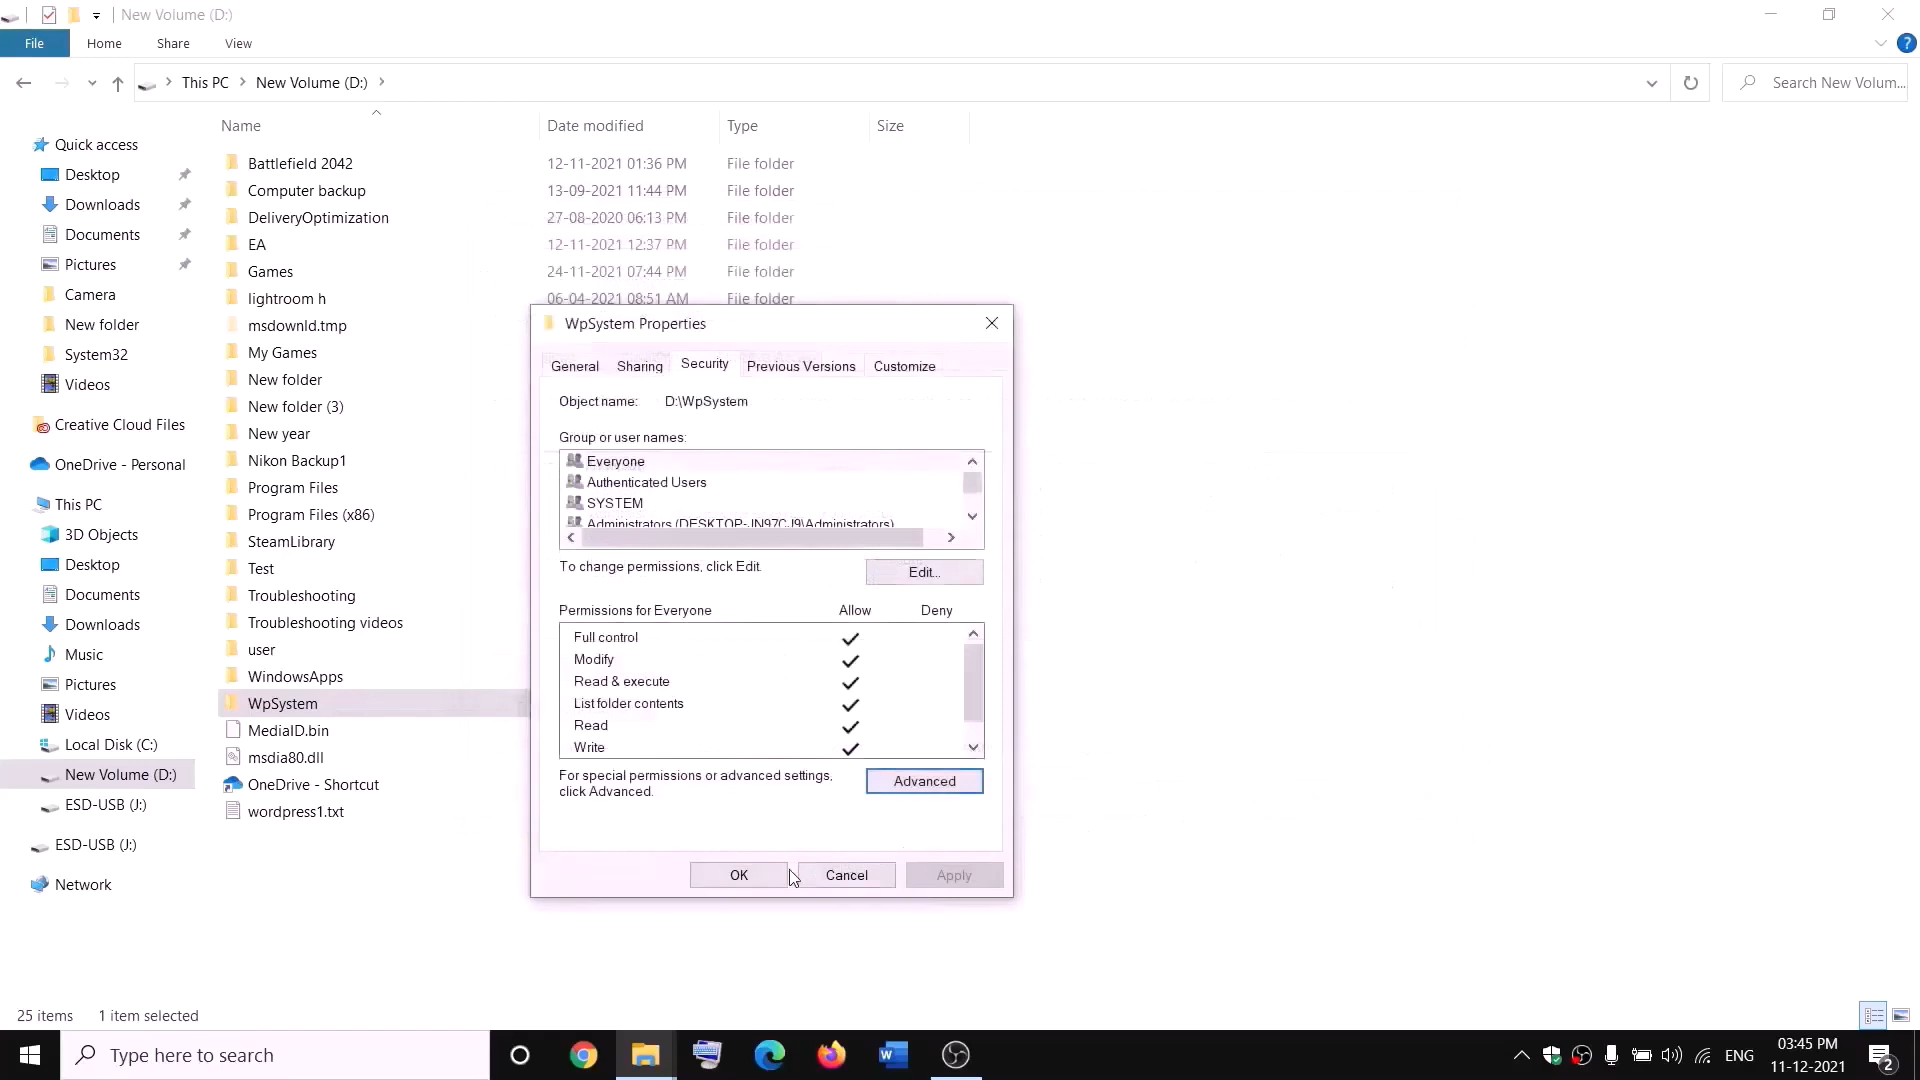 New Volume (D:)
File Home Share View
This PC New Volume (D:) Search New Volum...
Name Date modified Type Size
Quick access
Desktop
Downloads
Documents
Pictures
Camera
New folder
System32
Videos
Creative Cloud Files
OneDrive - Personal
This PC
3D Objects
Desktop
Documents
Downloads
Music
Pictures
Videos
Local Disk (C:)
New Volume (D:)
ESD-USB (J:)
ESD-USB (J:)
Network
Battlefield 2042 12-11-2021 01:36 PM File folder
Computer backup 13-09-2021 11:44 PM File folder
DeliveryOptimization 27-08-2020 06:13 PM File folder
EA 12-11-2021 12:37 PM File folder
Games 24-11-2021 07:44 PM File folder
lightroom h 06-04-2021 08:51 AM File folder
msdownld.tmp
My Games
New folder
New folder (3)
New year
Nikon Backup1
Program Files
Program Files (x86)
SteamLibrary
Test
Troubleshooting
Troubleshooting videos
user
WindowsApps
WpSystem
MediaID.bin
msdia80.dll
OneDrive - Shortcut
wordpress1.txt
WpSystem Properties
General Sharing Security Previous Versions Customize
Object name: D:\WpSystem
Group or user names:
Everyone
Authenticated Users
SYSTEM
Administrators (DESKTOP-JN97CJ9\Administrators)
To change permissions, click Edit.
Edit...
Permissions for Everyone Allow Deny
Full control
Modify
Read & execute
List folder contents
Read
Write
For special permissions or advanced settings,
click Advanced.
Advanced
OK Cancel Apply
25 items 1 item selected
Type here to search
ENG
03:45 PM
11-12-2021
2